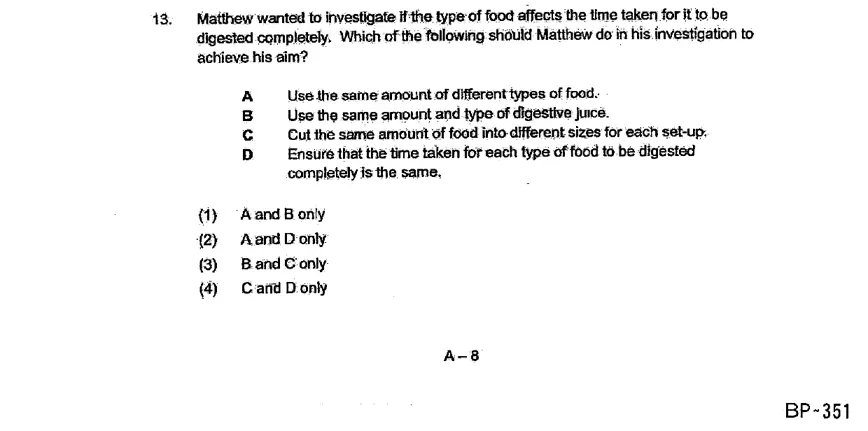 13. Matthew wanted to investigate if the type of food affects the time taken for it to be
digested completely. Which of the following should Matthew do in his investigation to
achieve his aim?
A Use the same amount of different types of food.
B Use the same amount and type of digestive juice.
C Cut the same amount of food into different sizes for each set-up.
D Ensure that the time taken for each type of food to be digested
completely is the same.
(1) A and B only
(2) A and D only
(3) B and C only
(4) C and D only
A – 8
BP-351